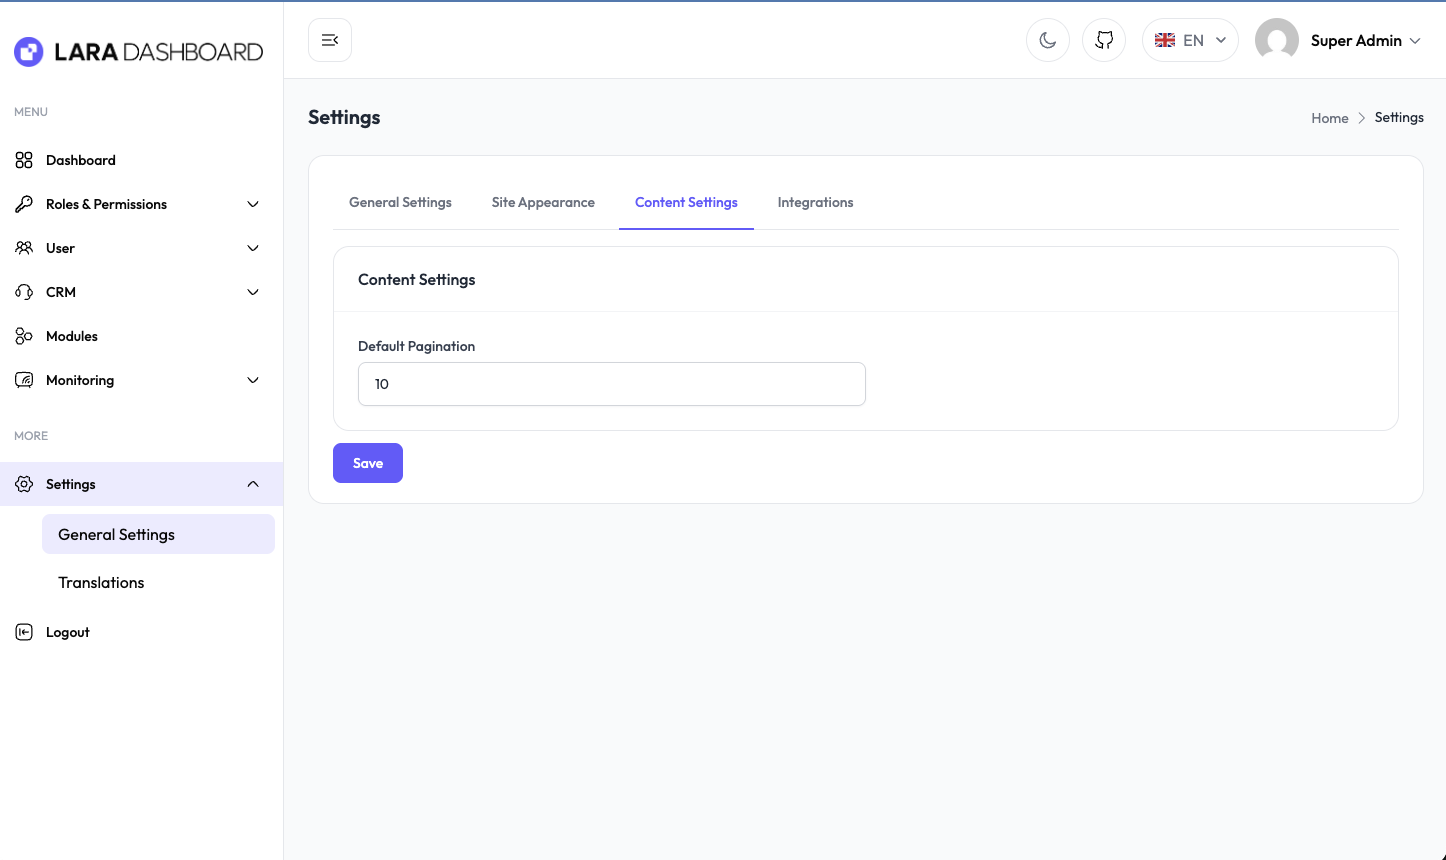 LARA DASHBOARD
EN
Super Admin
MENU
Dashboard
Roles & Permissions
User
CRM
Modules
Monitoring
MORE
Settings
General Settings
Translations
Logout
Settings
Home > Settings
General Settings
Site Appearance
Content Settings
Integrations
Content Settings
Default Pagination
10
Save